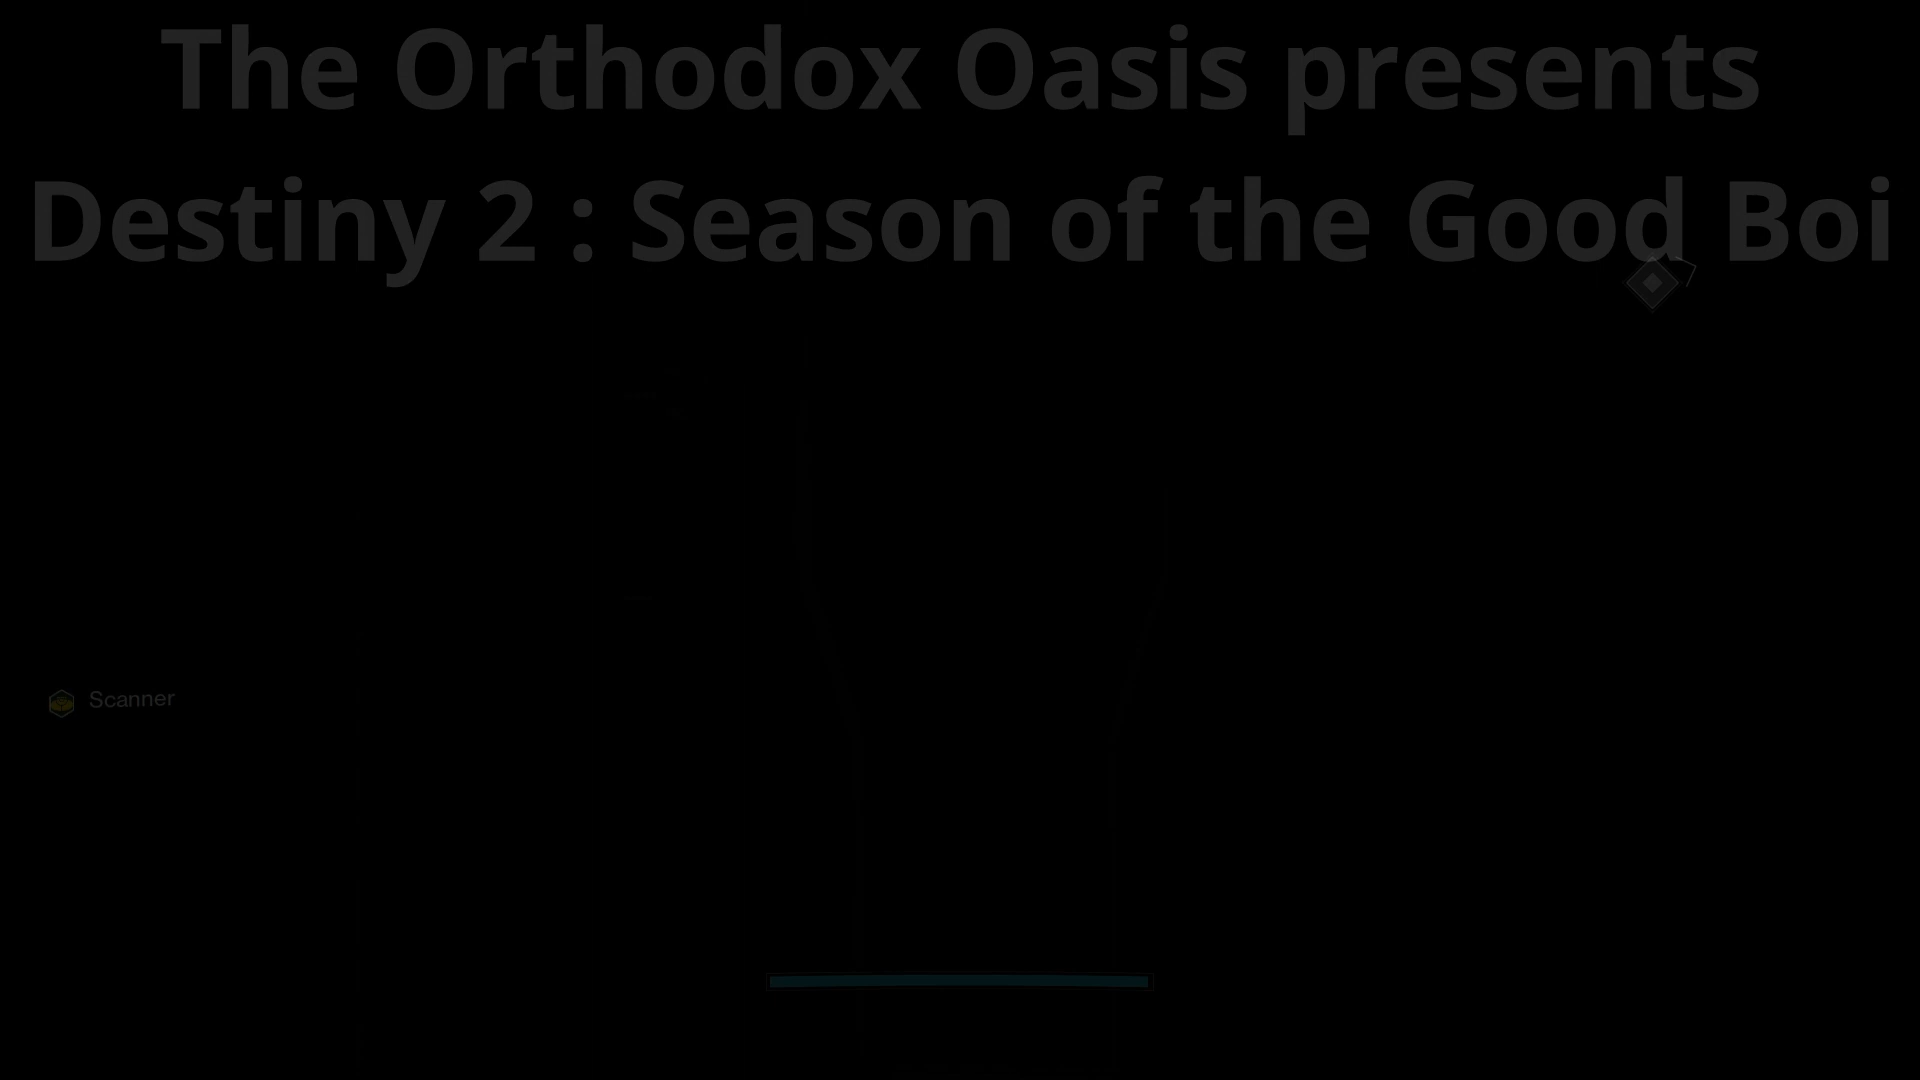 The Orthodox Oasis presents
Destiny 2 : Season of the Good Boi
Scanner